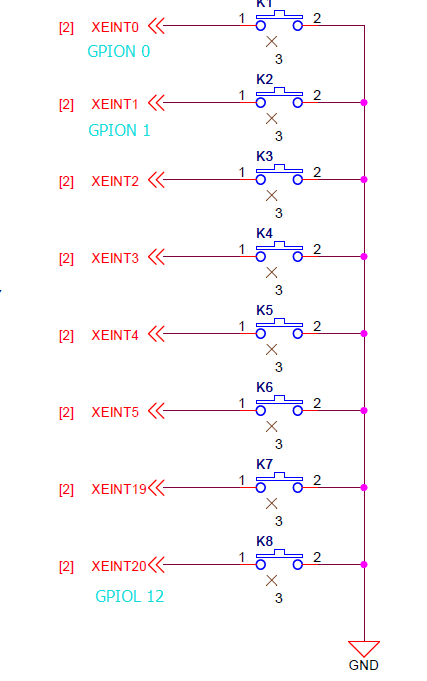 K1
[2] XEINT0 1 2
GPION 0
3
K2
[2] XEINT1 1 2
GPION 1
3
K3
[2] XEINT2 1 2
3
K4
[2] XEINT3 1 2
3
K5
[2] XEINT4 1 2
3
K6
[2] XEINT5 1 2
3
K7
[2] XEINT19 1 2
3
K8
[2] XEINT20 1 2
GPIOL 12
3
GND